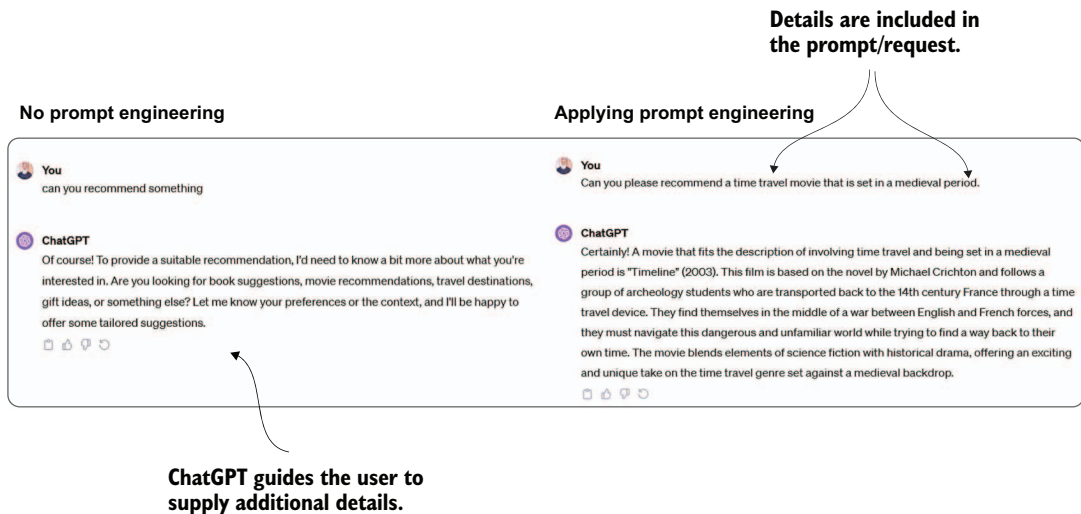 Details are included in
the prompt/request.
No prompt engineering
Applying prompt engineering
You
can you recommend something
ChatGPT
Of course! To provide a suitable recommendation, I'd need to know a bit more about what you're
interested in. Are you looking for book suggestions, movie recommendations, travel destinations,
gift ideas, or something else? Let me know your preferences or the context, and I'll be happy to
offer some tailored suggestions.
You
Can you please recommend a time travel movie that is set in a medieval period.
ChatGPT
Certainly! A movie that fits the description of involving time travel and being set in a medieval
period is "Timeline" (2003). This film is based on the novel by Michael Crichton and follows a
group of archeology students who are transported back to the 14th century France through a time
travel device. They find themselves in the middle of a war between English and French forces, and
they must navigate this dangerous and unfamiliar world while trying to find a way back to their
own time. The movie blends elements of science fiction with historical drama, offering an exciting
and unique take on the time travel genre set against a medieval backdrop.
ChatGPT guides the user to
supply additional details.